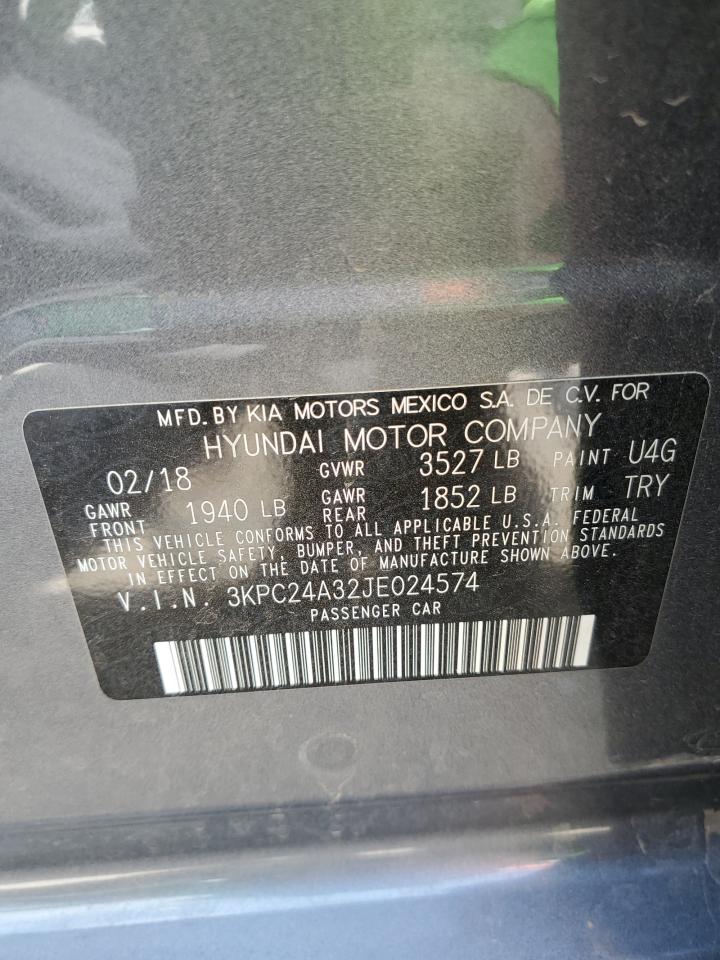 MFD. BY KIA MOTORS MEXICO S.A. DE C.V. FOR
HYUNDAI MOTOR COMPANY
02/18 GVWR 3527 LB PAINT U4G
GAWR FRONT 1940 LB GAWR REAR 1852 LB TRIM TRY
THIS VEHICLE CONFORMS TO ALL APPLICABLE U.S.A. FEDERAL
MOTOR VEHICLE SAFETY, BUMPER, AND THEFT PREVENTION STANDARDS
IN EFFECT ON THE DATE OF MANUFACTURE SHOWN ABOVE.
V.I.N. 3KPC24A32JE024574
PASSENGER CAR